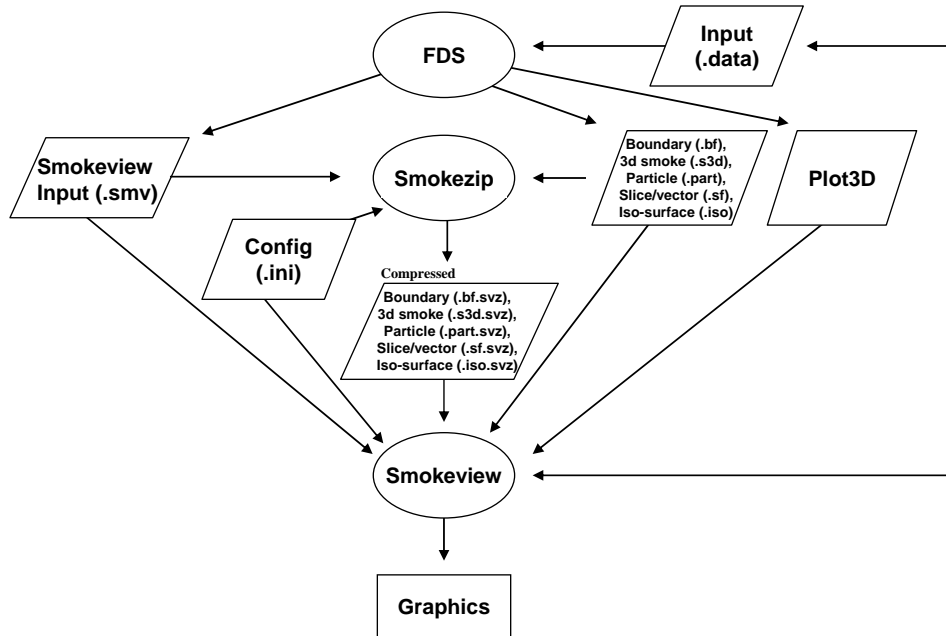 FDS
Input
(.data)
Smokeview
Input (.smv)
Smokezip
Boundary (.bf),
3d smoke (.s3d),
Particle (.part),
Slice/vector (.sf),
Iso-surface (.iso)
Plot3D
Config
(.ini)
Compressed
Boundary (.bf.svz),
3d smoke (.s3d.svz),
Particle (.part.svz),
Slice/vector (.sf.svz),
Iso-surface (.iso.svz)
Smokeview
Graphics